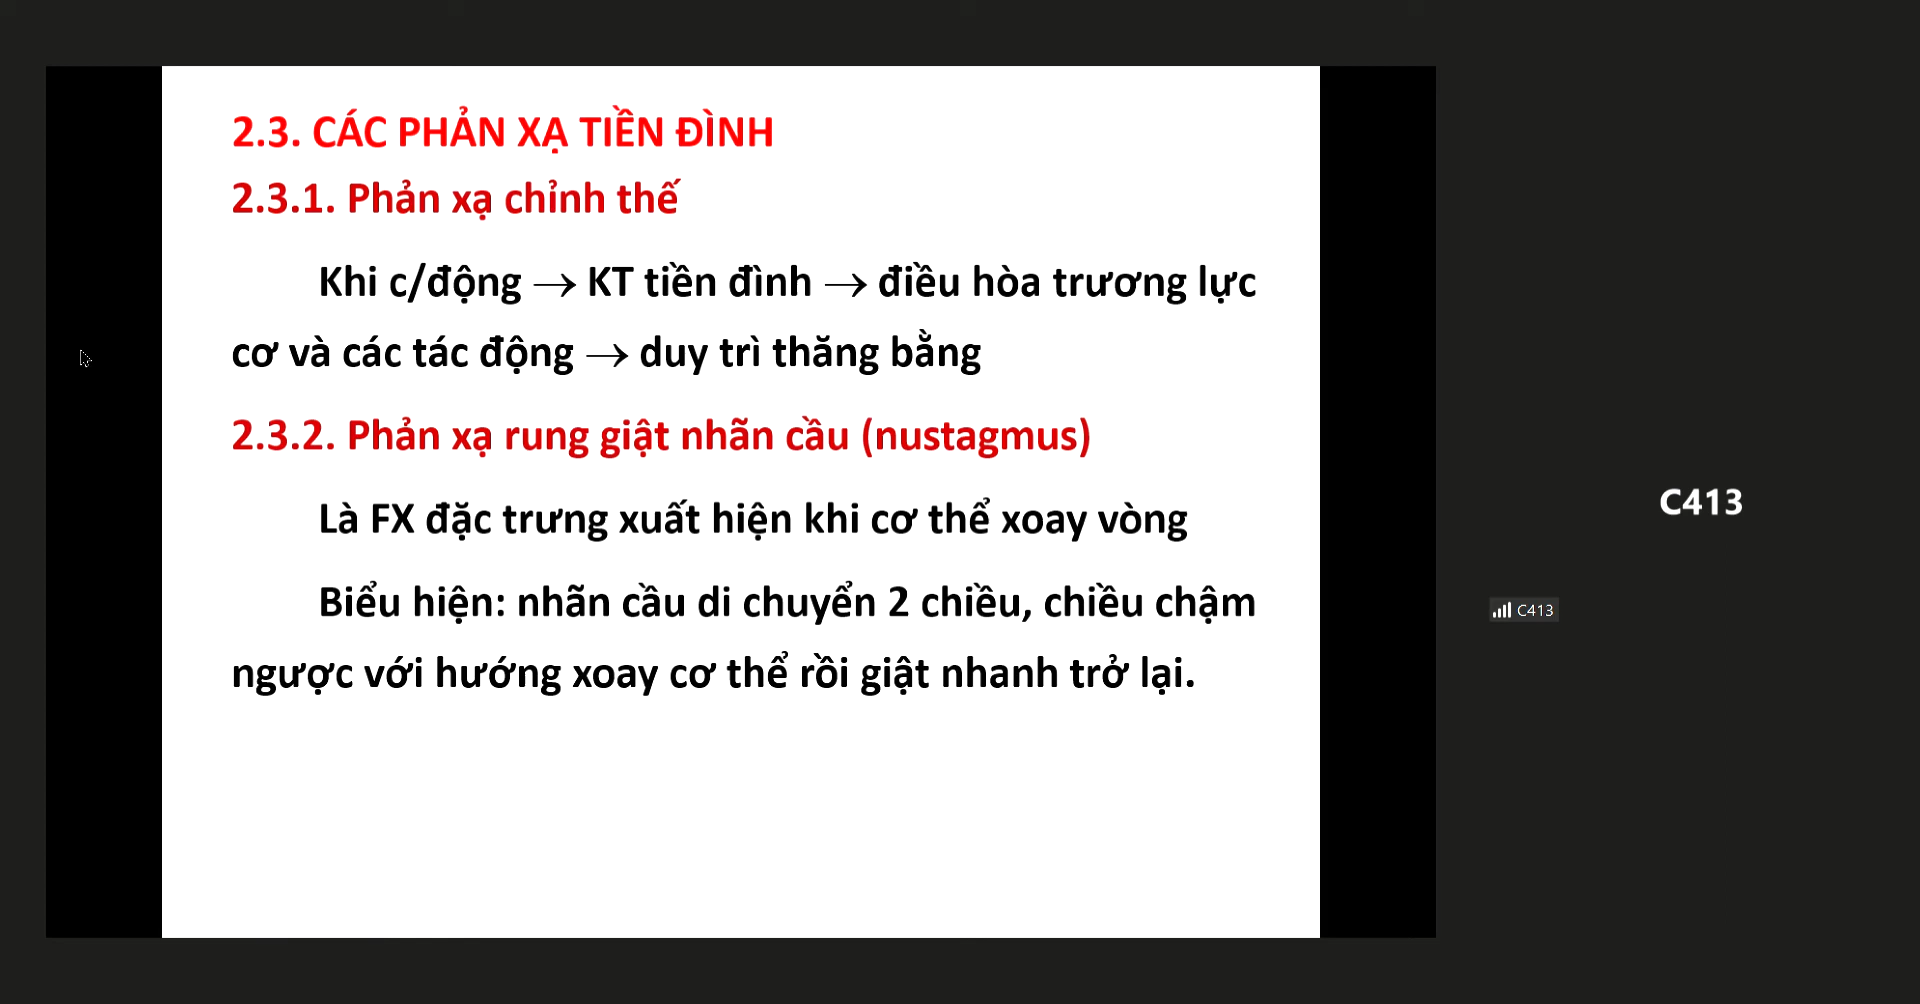 2.3. CÁC PHẢN XẠ TIỀN ĐÌNH
2.3.1. Phản xạ chỉnh thế
Khi c/động → KT tiền đình → điều hòa trương lực
cơ và các tác động → duy trì thăng bằng
2.3.2. Phản xạ rung giật nhãn cầu (nustagmus)
Là FX đặc trưng xuất hiện khi cơ thể xoay vòng
Biểu hiện: nhãn cầu di chuyển 2 chiều, chiều chậm
ngược với hướng xoay cơ thể rồi giật nhanh trở lại.
C413
C413